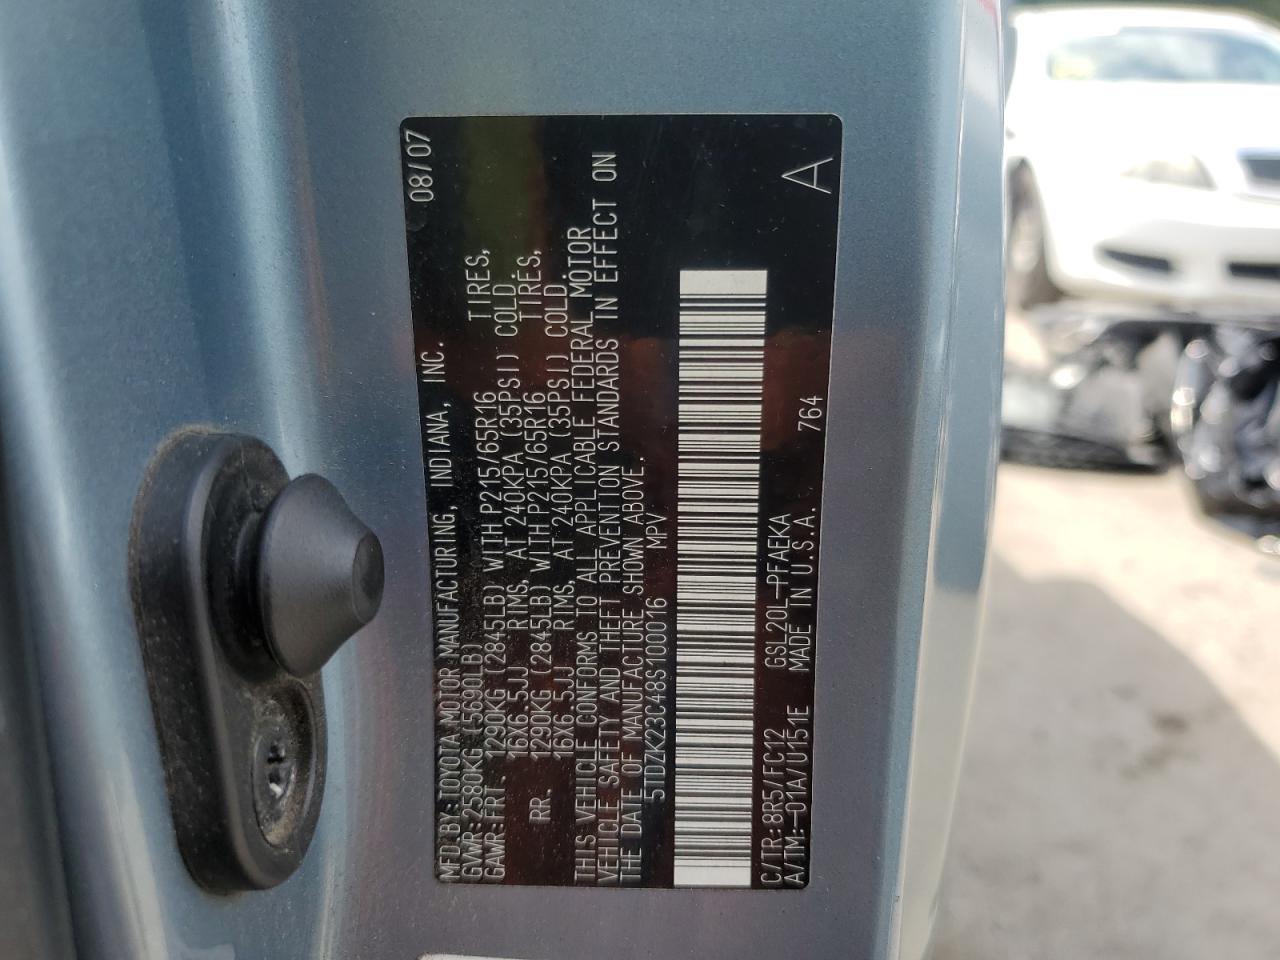 MFD.BY:TOYOTA MOTOR MANUFACTURING, INDIANA, INC. 08/07
GVWR:2580KG(5690LB)
GAWR:FRT. 1290KG(2845LB) WITH P215/65R16 TIRES,
16X6.5JJ RIMS, AT 240KPA (35PSI) COLD.
RR. 1290KG(2845LB) WITH P215/65R16 TIRES,
16X6.5JJ RIMS, AT 240KPA (35PSI) COLD.
THIS VEHICLE CONFORMS TO ALL APPLICABLE FEDERAL MOTOR
VEHICLE SAFETY AND THEFT PREVENTION STANDARDS IN EFFECT ON
THE DATE OF MANUFACTURE SHOWN ABOVE.
5TDZK23C48S100016 MPV
C/TR:8R5/FC12 GSL20L-PFAEKA
A/TM:-01A/U151E MADE IN U.S.A. 764 A